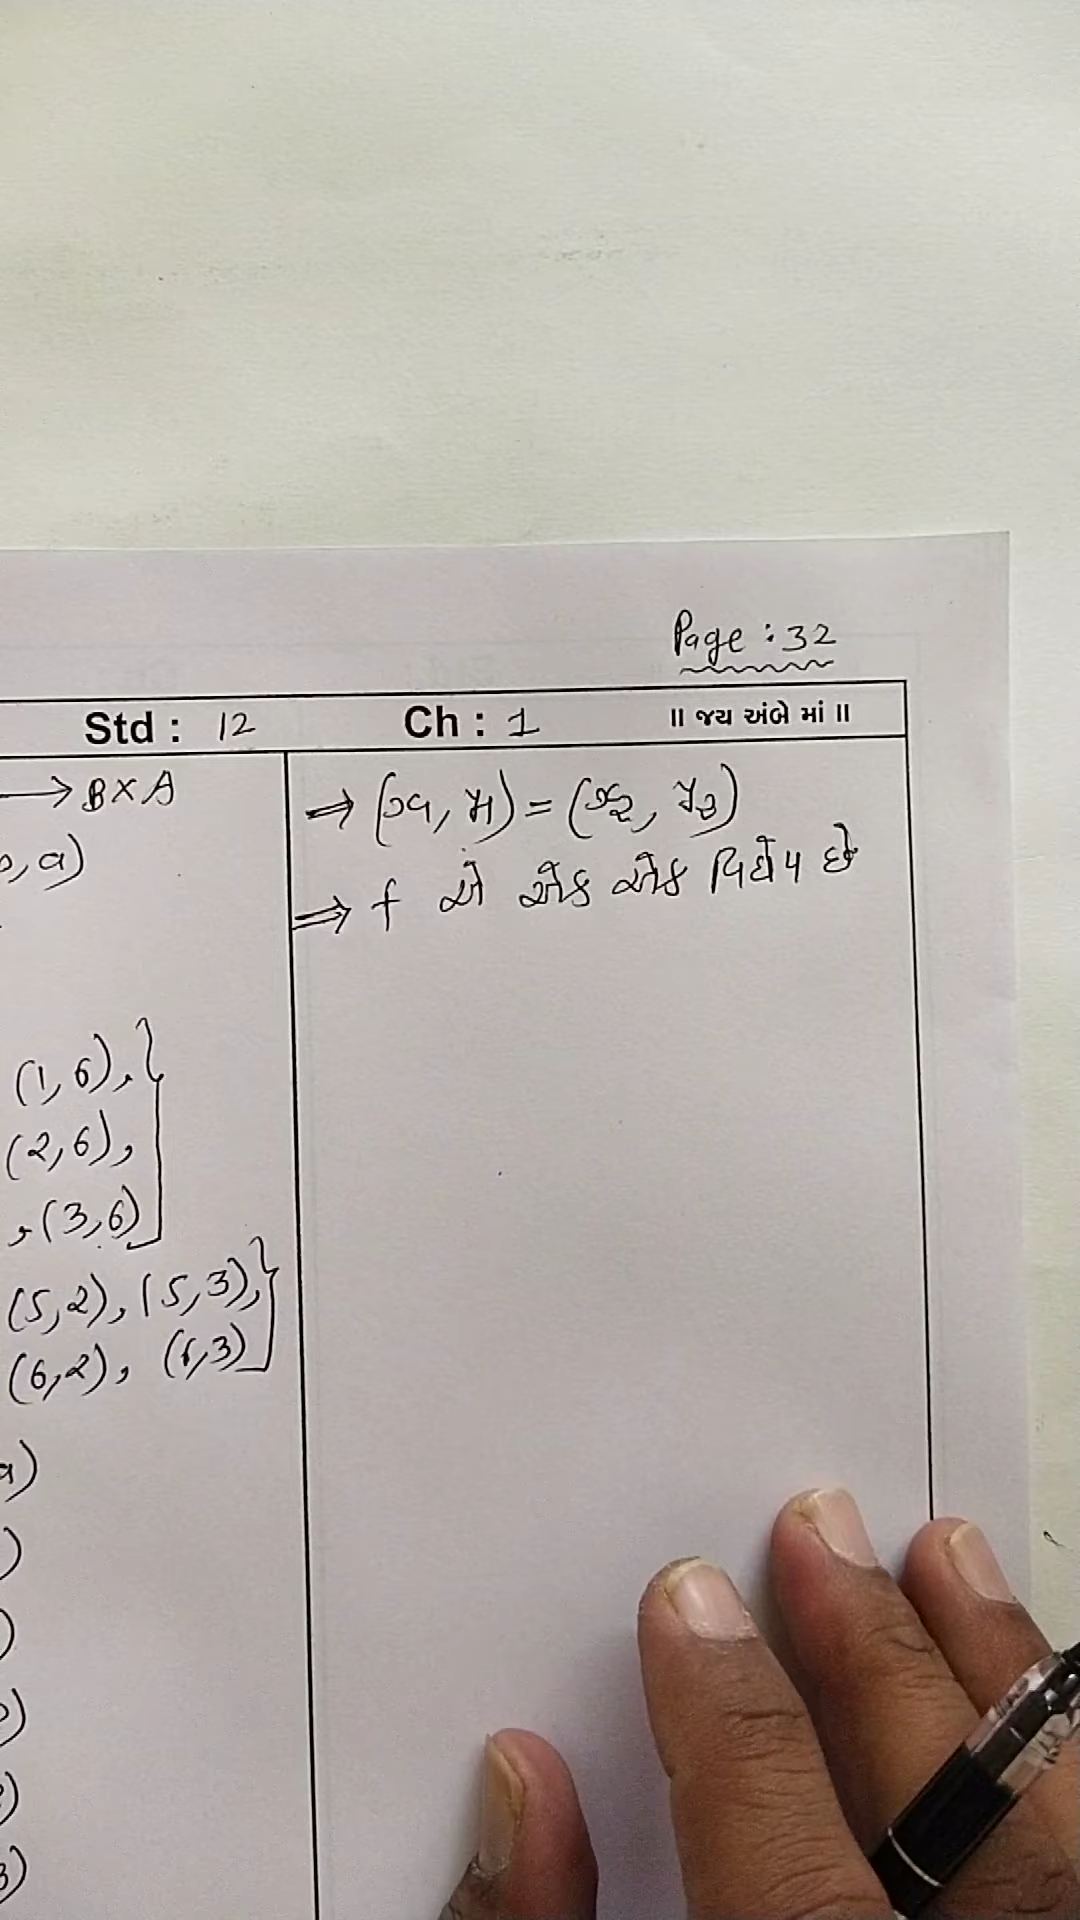 Page : 32
Std : 12 Ch : 1 ॥ જય અંબે માં ॥
→ B×A
, a)
(1, 6), }
(2, 6),
, (3, 6)
(5, 2), (5, 3), }
(6, 2), (6, 3)
)
)
)
)
)
3)
⇒ (x₁, y₁) = (x₂, y₂)
⇒ f એ એક એક વિધેય છે